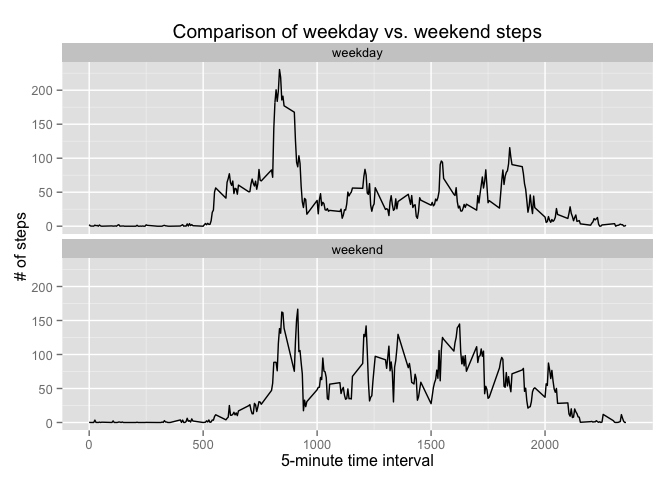 Comparison of weekday vs. weekend steps
weekday
200
150
100
50
0
weekend
200
150
100
50
0
# of steps
0 500 1000 1500 2000
5-minute time interval